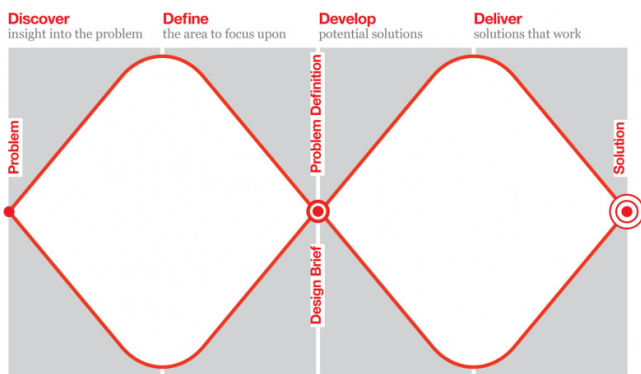 Discover
insight into the problem
Define
the area to focus upon
Develop
potential solutions
Deliver
solutions that work
Problem
Problem Definition
Design Brief
Solution